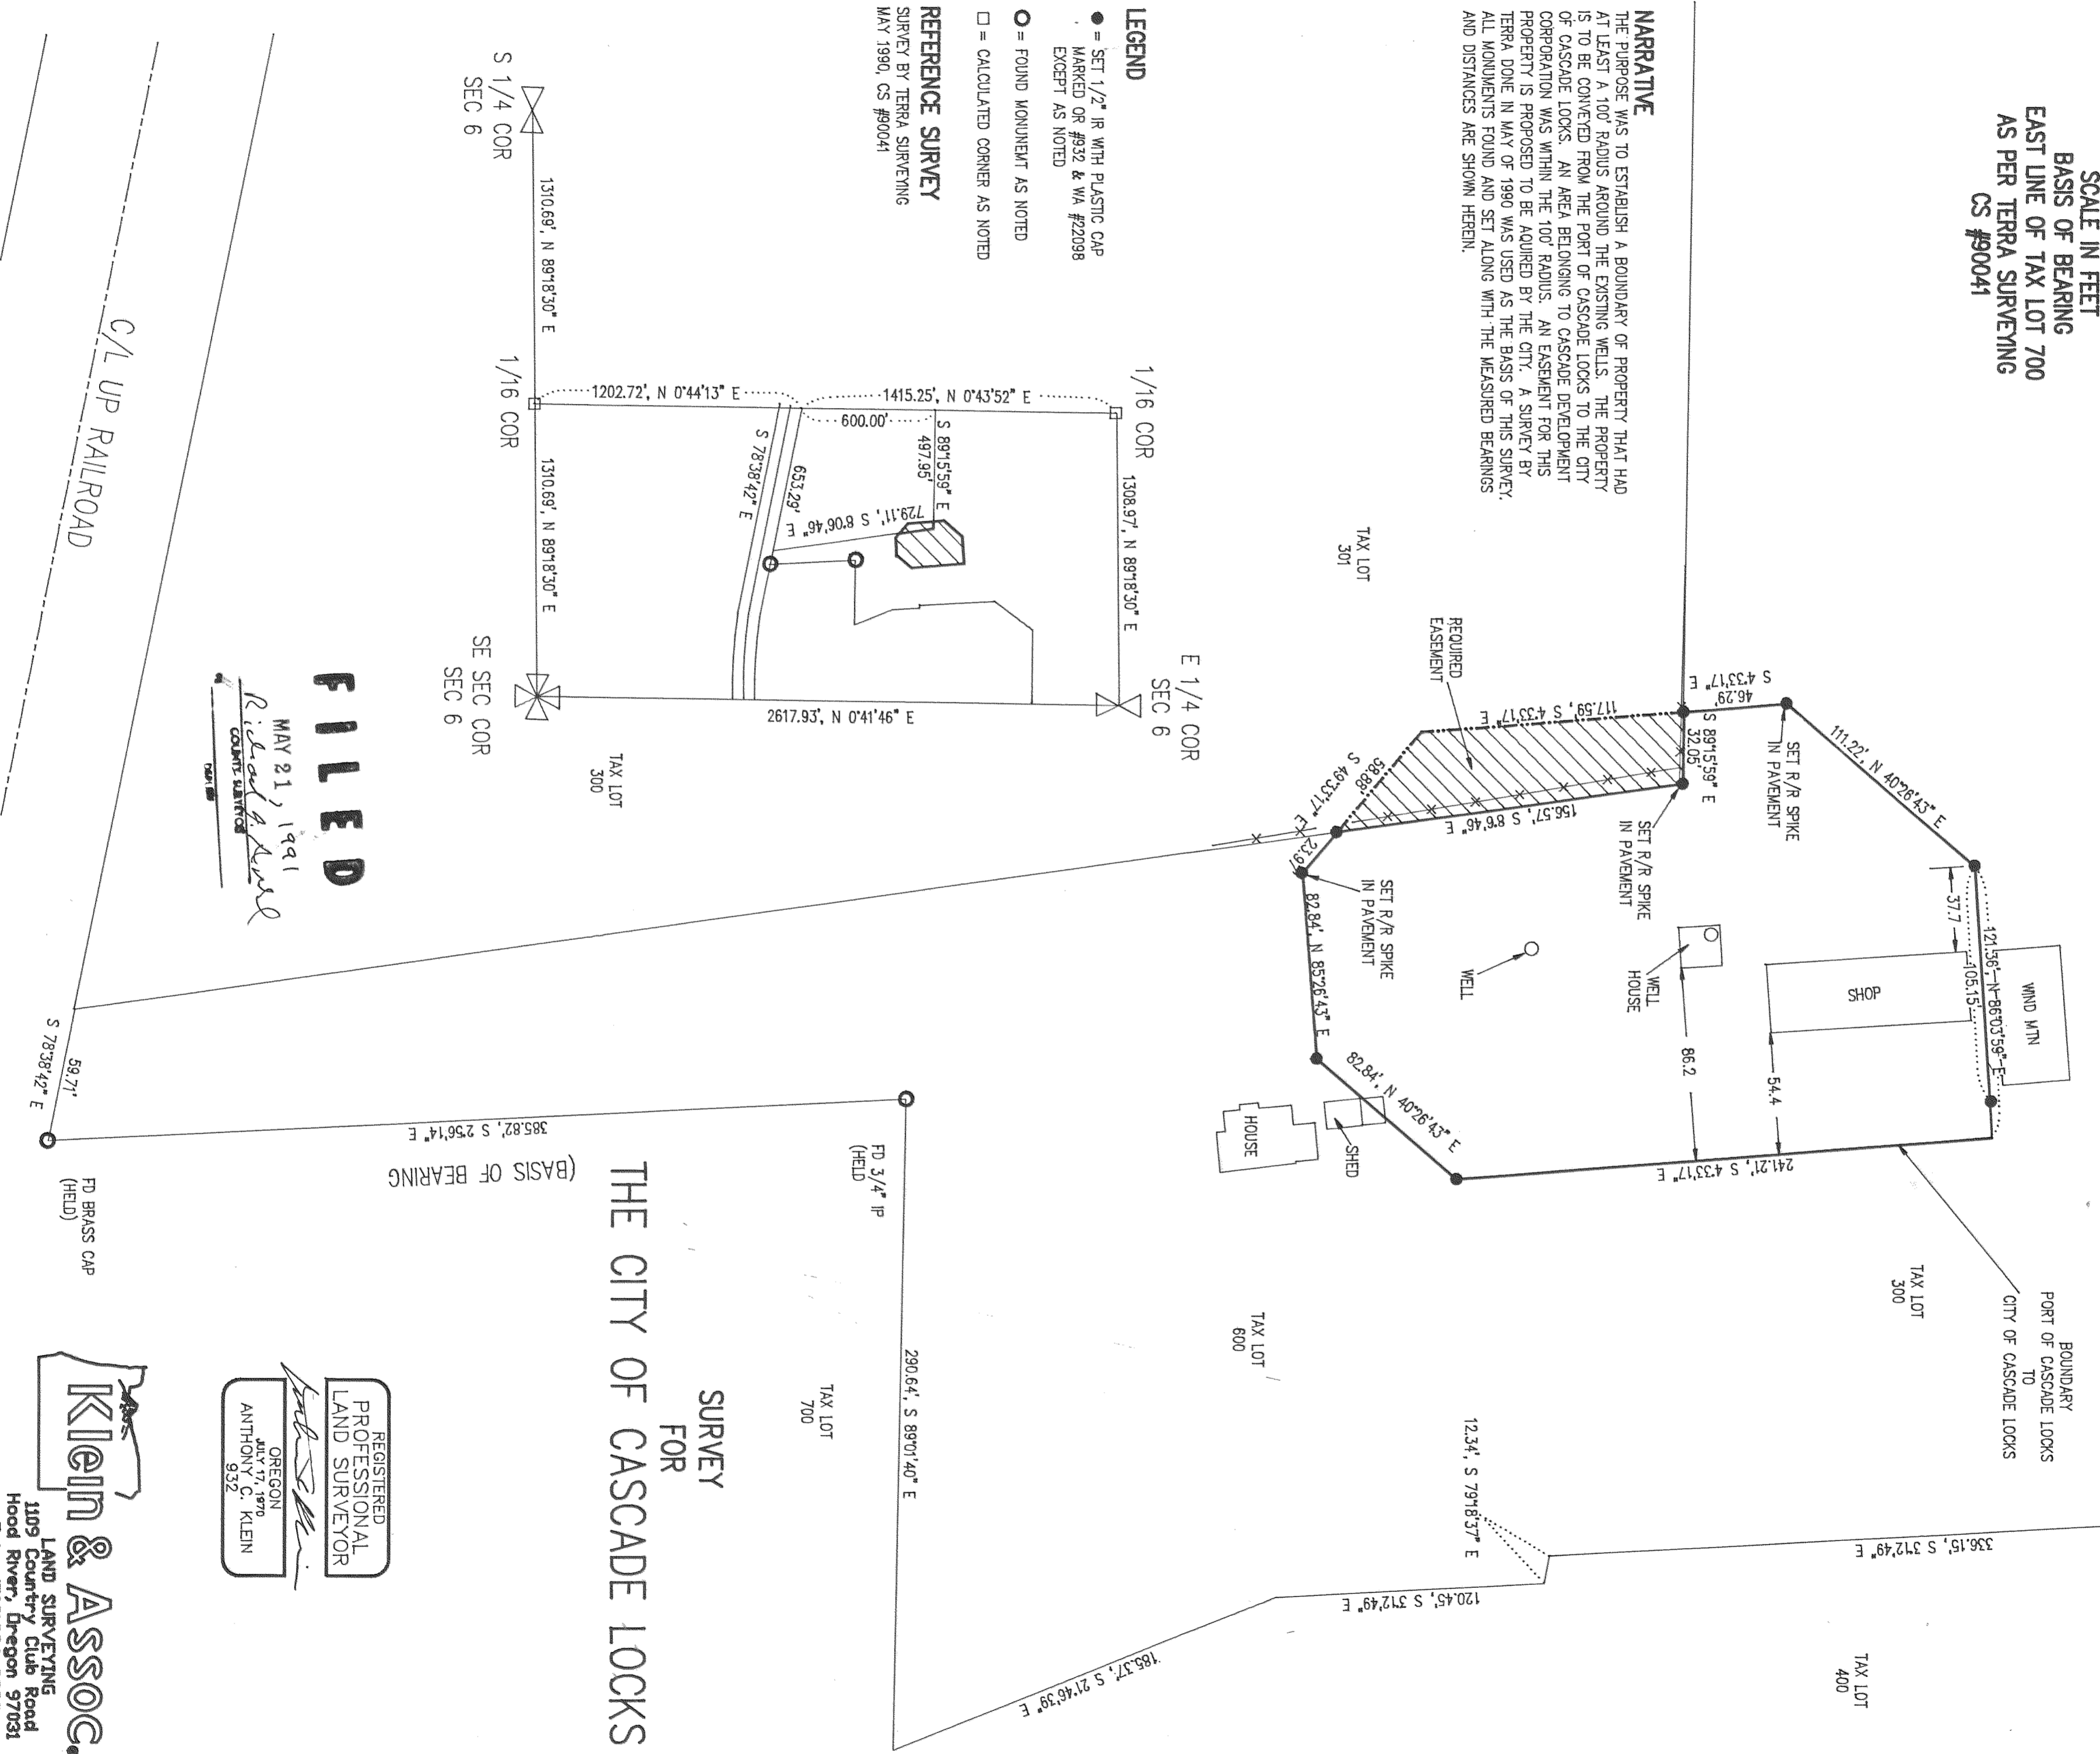 SCALE IN FEET
BASIS OF BEARING
EAST LINE OF TAX LOT 700
AS PER TERRA SURVEYING
CS #90041
NARRATIVE
THE PURPOSE WAS TO ESTABLISH A BOUNDARY OF PROPERTY THAT HAD
AT LEAST A 100' RADIUS AROUND THE EXISTING WELLS. THE PROPERTY
IS TO BE CONVEYED FROM THE PORT OF CASCADE LOCKS TO THE CITY
OF CASCADE LOCKS. AN AREA BELONGING TO CASCADE DEVELOPMENT
CORPORATION WAS WITHIN THE 100' RADIUS. AN EASEMENT FOR THIS
PROPERTY IS PROPOSED TO BE AQUIRED BY THE CITY. A SURVEY BY
TERRA DONE IN MAY OF 1990 WAS USED AS THE BASIS OF THIS SURVEY.
ALL MONUMENTS FOUND AND SET ALONG WITH THE MEASURED BEARINGS
AND DISTANCES ARE SHOWN HEREIN.
LEGEND
● = SET 1/2" IR WITH PLASTIC CAP
MARKED OR #932 & WA #22098
EXCEPT AS NOTED
O = FOUND MONUNEMT AS NOTED
□ = CALCULATED CORNER AS NOTED
REFERENCE SURVEY
SURVEY BY TERRA SURVEYING
MAY 1990, CS #90041
1/16 COR
1308.97', N 89°18'30" E
E 1/4 COR
SEC 6
1415.25', N 0°43'52" E
600.00'
1202.72', N 0°44'13" E
S 89°15'59" E
497.95'
729.11', S 8°06'46" E
653.29'
S 78°38'42" E
2617.93', N 0°41'46" E
S 1/4 COR
SEC 6
1310.69', N 89°18'30" E
1/16 COR
1310.69', N 89°18'30" E
SE SEC COR
SEC 6
C/L UP RAILROAD
TAX LOT
301
TAX LOT
300
REQUIRED
EASEMENT
S 4°33'17" E
46.29'
SET R/R SPIKE
IN PAVEMENT
111.22', N 40°26'43" E
S 89°15'59" E
32.05'
SET R/R SPIKE
IN PAVEMENT
117.59', S 4°33'17" E
58.88'
S 49°33'17" E
156.57', S 8°6'46" E
23.97'
SET R/R SPIKE
IN PAVEMENT
82.84', N 85°26'43" E
82.84', N 40°26'43" E
241.21', S 4°33'17" E
121.36', N 86°03'59" E
105.15'
37.7
WIND MTN
SHOP
54.4
86.2
WELL
HOUSE
WELL
SHED
HOUSE
BOUNDARY
PORT OF CASCADE LOCKS
TO
CITY OF CASCADE LOCKS
TAX LOT
300
TAX LOT
600
TAX LOT
400
336.15', S 3°12'49" E
12.34', S 79°18'37" E
120.45', S 3°12'49" E
185.37', S 21°46'39" E
290.64', S 89°01'40" E
TAX LOT
700
FD 3/4" IP
(HELD)
385.82', S 2°56'14" E
(BASIS OF BEARING
59.71'
S 78°38'42" E
FD BRASS CAP
(HELD)
FILED
MAY 21, 1991
COUNTY SURVEYOR
SURVEY
FOR
THE CITY OF CASCADE LOCKS
REGISTERED
PROFESSIONAL
LAND SURVEYOR
OREGON
JULY 17, 1970
ANTHONY C. KLEIN
932
Klein & Assoc.
LAND SURVEYING
1109 Country Club Road
Hood River, Oregon 97031